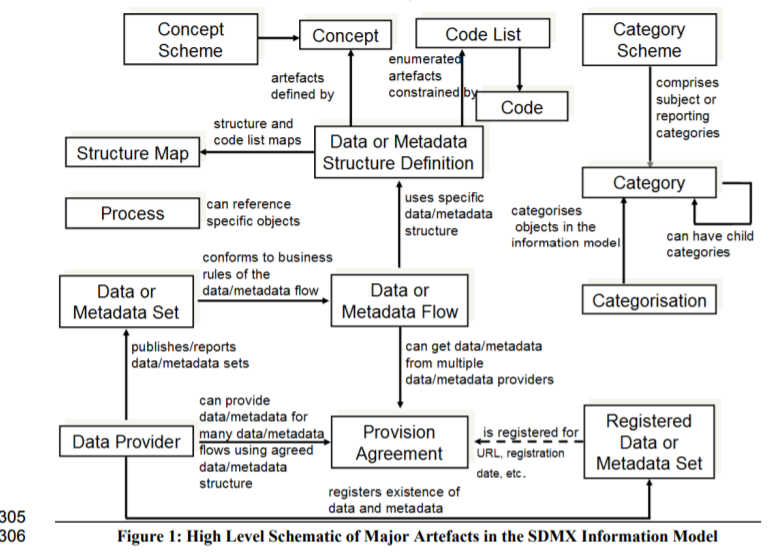 Concept
Scheme
Concept
Code List
Category
Scheme
artefacts
defined by
enumerated
artefacts
constrained by
Code
comprises
subject or
reporting
categories
structure and
code list maps
Structure Map
Data or Metadata
Structure Definition
Category
Process
can reference
specific objects
uses specific
data/metadata
structure
categorises
objects in the
information model
can have child
categories
conforms to business
rules of the
data/metadata flow
Data or
Metadata Set
Data or
Metadata Flow
Categorisation
publishes/reports
data/metadata sets
can get data/metadata
from multiple
data/metadata providers
Data Provider
can provide
data/metadata for
many data/metadata
flows using agreed
data/metadata
structure
Provision
Agreement
is registered for
URL, registration
date, etc.
Registered
Data or
Metadata Set
registers existence of
data and metadata
305
306 Figure 1: High Level Schematic of Major Artefacts in the SDMX Information Model